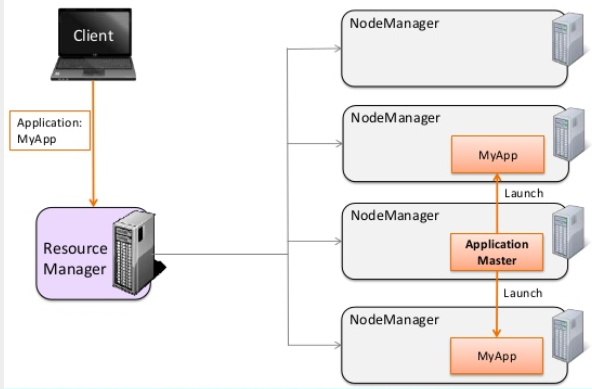 Client
Application:
MyApp
Resource
Manager
NodeManager
NodeManager
MyApp
Launch
NodeManager
Application
Master
Launch
NodeManager
MyApp